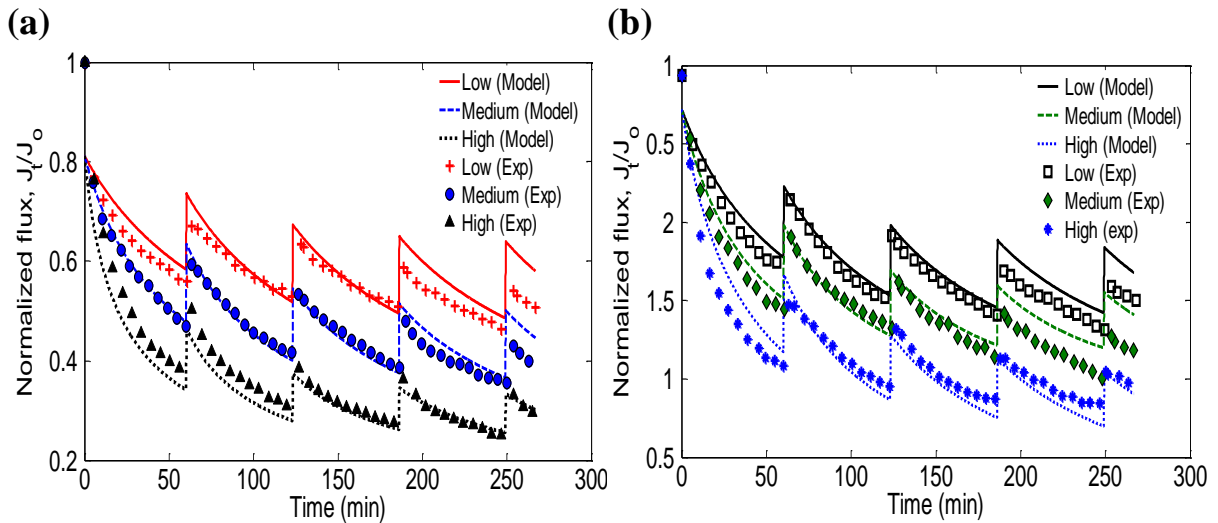 (a)
(b)
1
0.8
0.6
0.4
0.2
0
50
100
150
200
250
300
Normalized flux, J_t/J_o
Time (min)
Low (Model)
Medium (Model)
High (Model)
Low (Exp)
Medium (Exp)
High (Exp)
1
0.5
2
1.5
1
0.5
0
50
100
150
200
250
300
Normalized flux, J_t/J_o
Time (min)
Low (Model)
Medium (Model)
High (Model)
Low (Exp)
Medium (Exp)
High (exp)